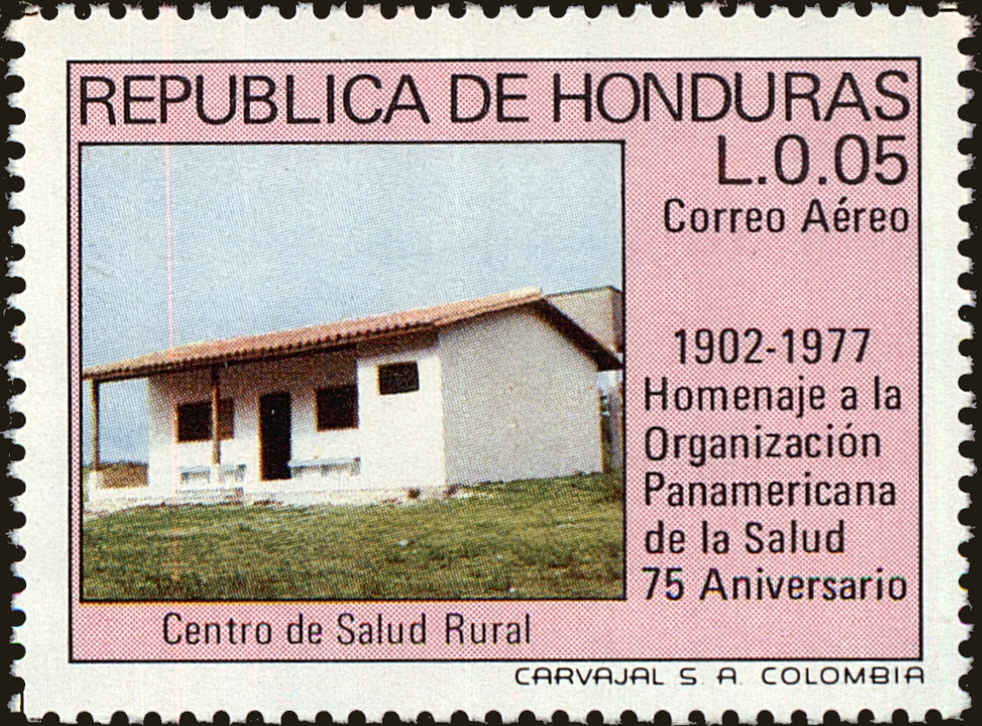 REPUBLICA DE HONDURAS
L.0.05
Correo Aéreo
1902-1977
Homenaje a la
Organización
Panamericana
de la Salud
75 Aniversario
Centro de Salud Rural
CARVAJAL S. A. COLOMBIA